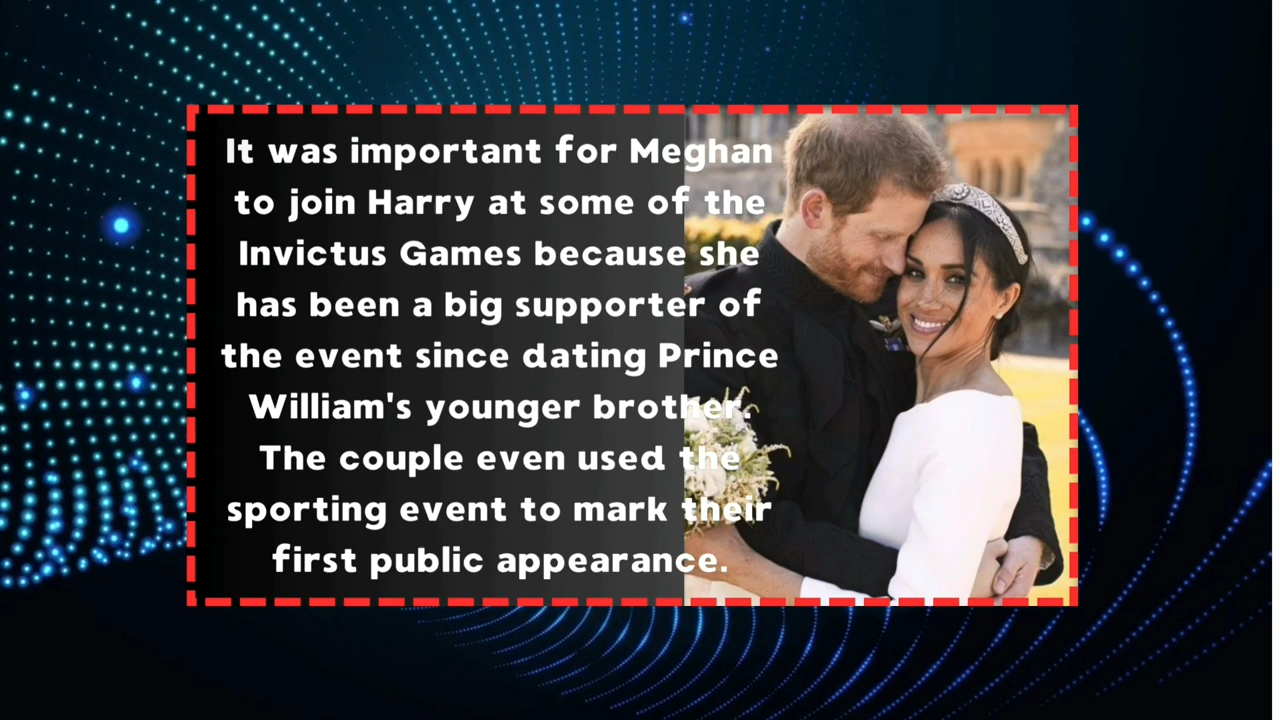 It was important for Meghan
to join Harry at some of the
Invictus Games because she
has been a big supporter of
the event since dating Prince
William's younger brother.
The couple even used the
sporting event to mark their
first public appearance.